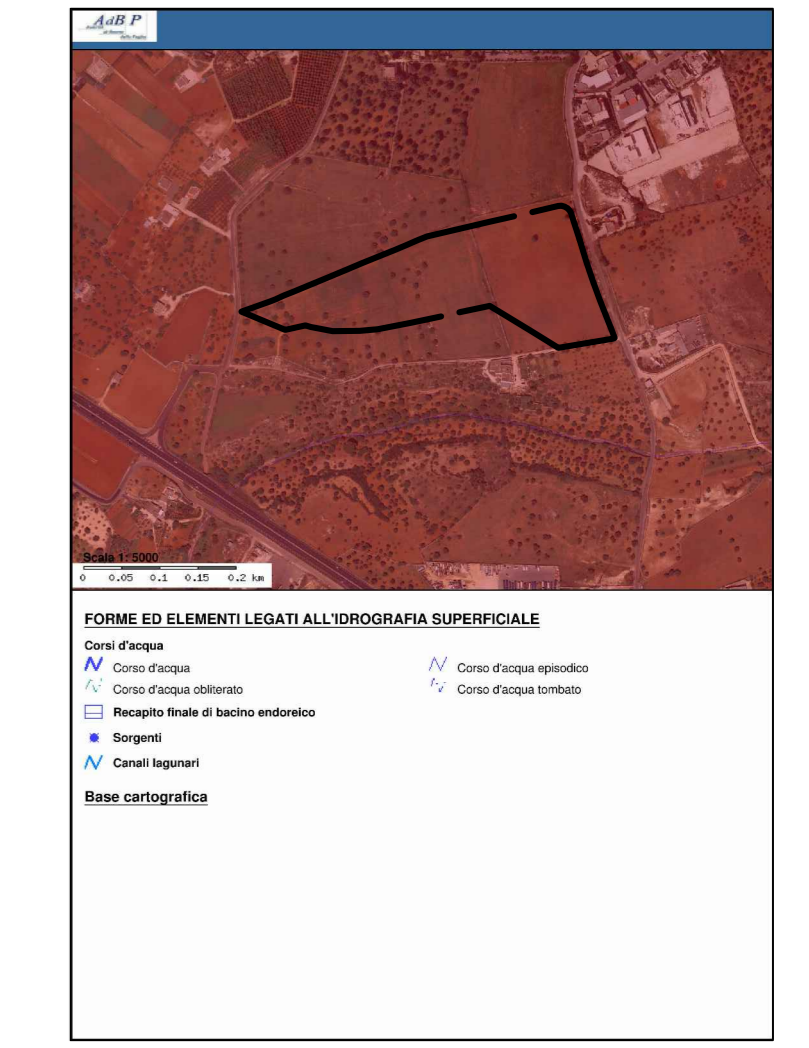 AdB P
Scala 1: 5000
0 0.05 0.1 0.15 0.2 km
FORME ED ELEMENTI LEGATI ALL'IDROGRAFIA SUPERFICIALE
Corsi d'acqua
Corso d'acqua
Corso d'acqua episodico
Corso d'acqua obliterato
Corso d'acqua tombato
Recapito finale di bacino endoreico
Sorgenti
Canali lagunari
Base cartografica